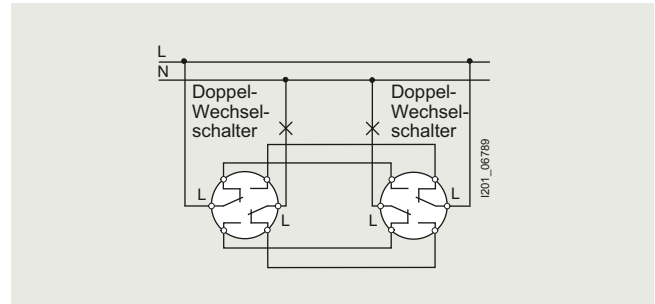 L
N
Doppel-
Wechsel-
schalter
Doppel-
Wechsel-
schalter
I201_06789
L
L
L
L